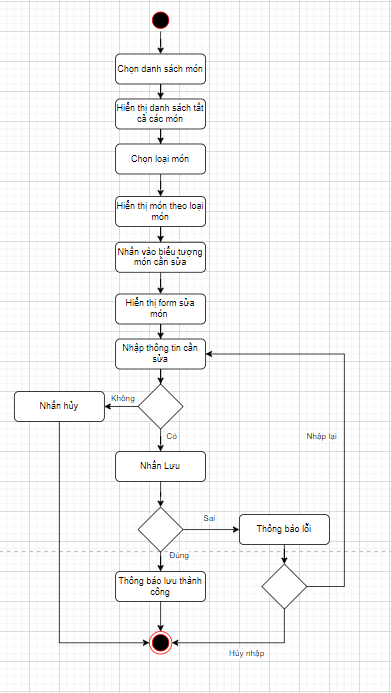 Chọn danh sách món
Hiển thị danh sách tất
cả các món
Chọn loại món
Hiển thị món theo loại
món
Nhấn vào biểu tượng
món cần sửa
Hiển thị form sửa
món
Nhập thông tin cần
sửa
Không
Nhấn hủy
Có
Nhập lại
Nhấn Lưu
Sai
Thông báo lỗi
Đúng
Thông báo lưu thành
công
Hủy nhập